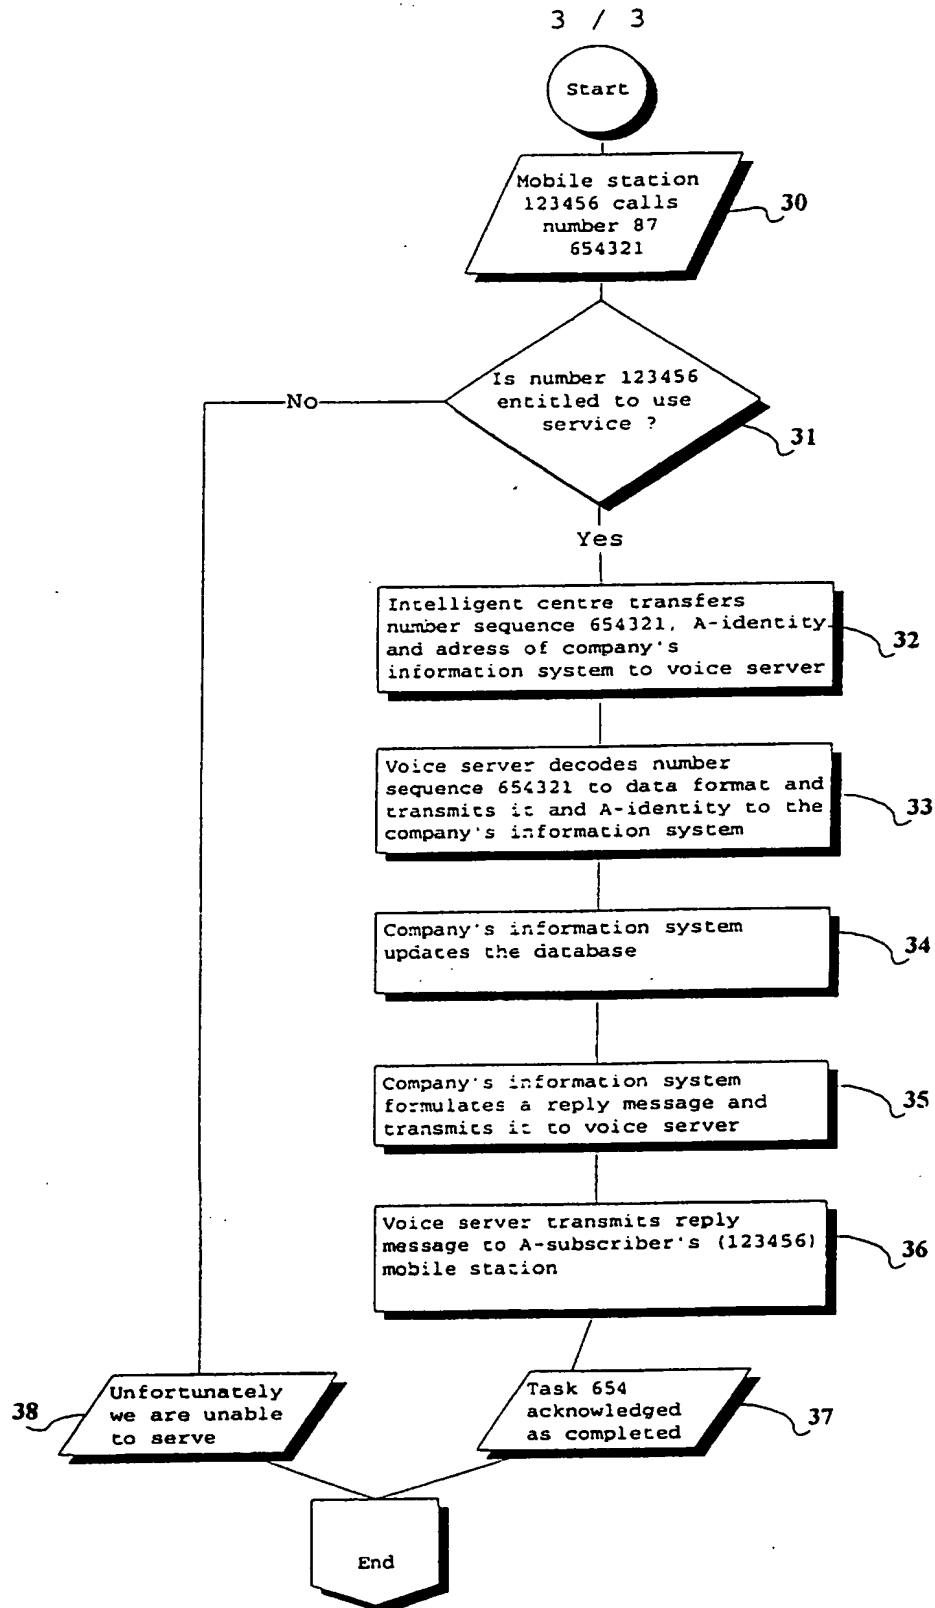 3 / 3
Start
Mobile station
123456 calls
number 87
654321
30
Is number 123456
entitled to use
service ?
31
No
Yes
Intelligent centre transfers
number sequence 654321, A-identity
and adress of company's
information system to voice server
32
Voice server decodes number
sequence 654321 to data format and
transmits it and A-identity to the
company's information system
33
Company's information system
updates the database
34
Company's information system
formulates a reply message and
transmits it to voice server
35
Voice server transmits reply
message to A-subscriber's (123456)
mobile station
36
Unfortunately
we are unable
to serve
38
Task 654
acknowledged
as completed
37
End